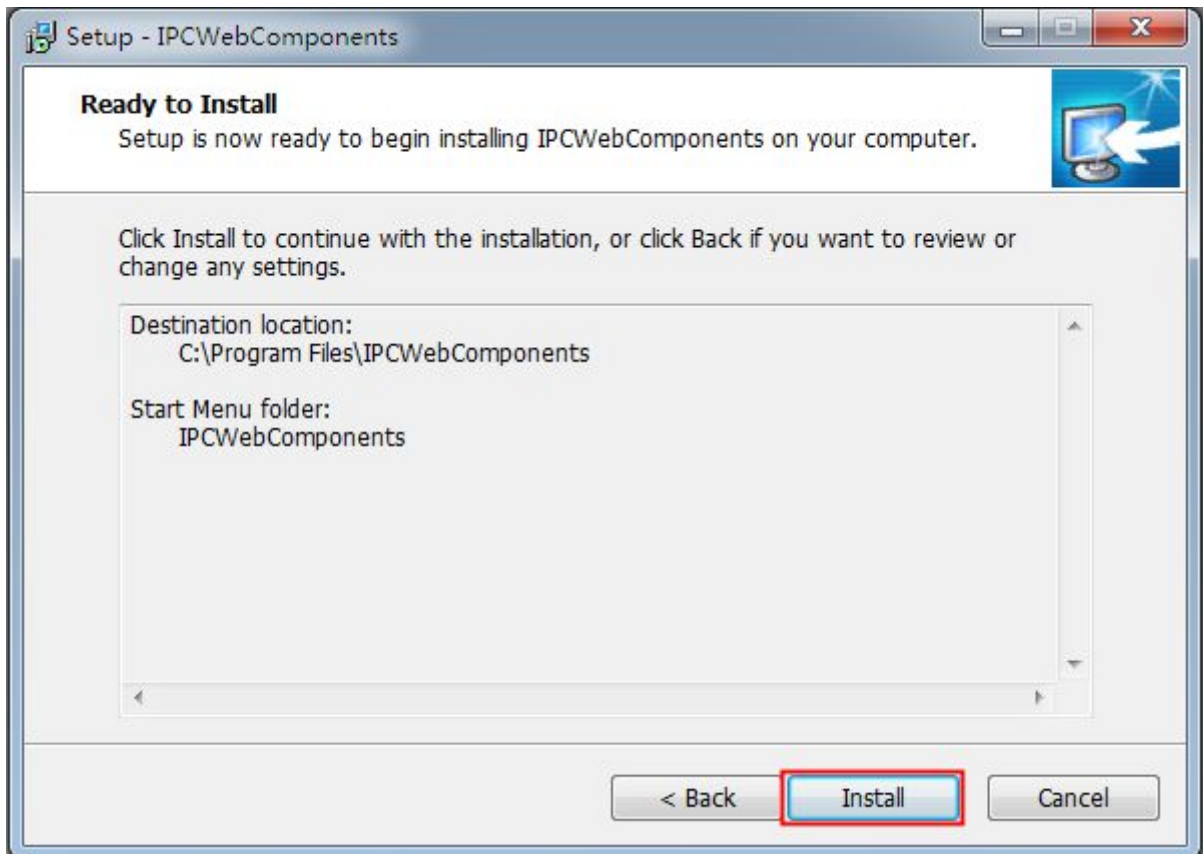 Setup - IPCWebComponents
Ready to Install
Setup is now ready to begin installing IPCWebComponents on your computer.
Click Install to continue with the installation, or click Back if you want to review or
change any settings.
Destination location:
C:\Program Files\IPCWebComponents
Start Menu folder:
IPCWebComponents
< Back Install Cancel